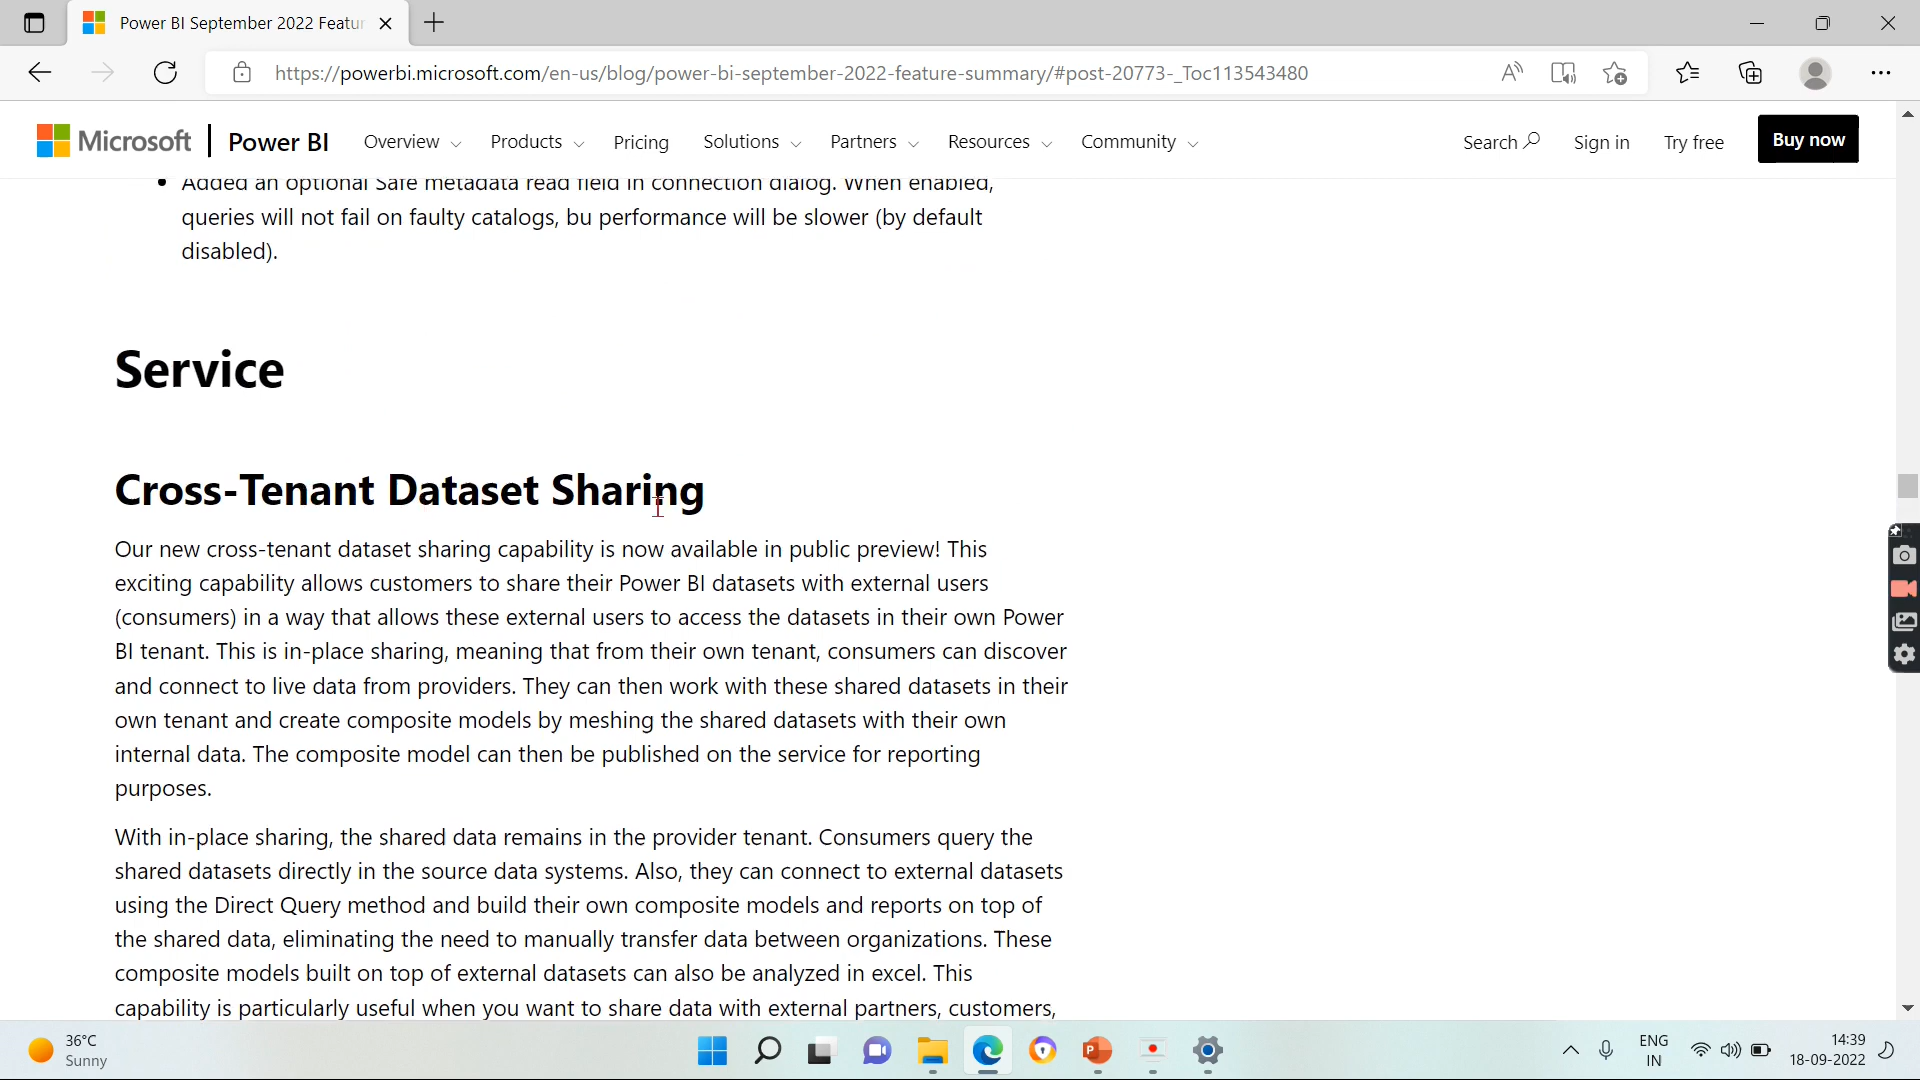 Power BI September 2022 Featur
https://powerbi.microsoft.com/en-us/blog/power-bi-september-2022-feature-summary/#post-20773-_Toc113543480
Microsoft Power BI Overview Products Pricing Solutions Partners Resources Community Search Sign in Try free Buy now
Added an optional Safe metadata read field in connection dialog. When enabled,
queries will not fail on faulty catalogs, bu performance will be slower (by default
disabled).
Service
Cross-Tenant Dataset Sharing
Our new cross-tenant dataset sharing capability is now available in public preview! This
exciting capability allows customers to share their Power BI datasets with external users
(consumers) in a way that allows these external users to access the datasets in their own Power
BI tenant. This is in-place sharing, meaning that from their own tenant, consumers can discover
and connect to live data from providers. They can then work with these shared datasets in their
own tenant and create composite models by meshing the shared datasets with their own
internal data. The composite model can then be published on the service for reporting
purposes.
With in-place sharing, the shared data remains in the provider tenant. Consumers query the
shared datasets directly in the source data systems. Also, they can connect to external datasets
using the Direct Query method and build their own composite models and reports on top of
the shared data, eliminating the need to manually transfer data between organizations. These
composite models built on top of external datasets can also be analyzed in excel. This
capability is particularly useful when you want to share data with external partners, customers,
36°C
Sunny
ENG
IN
14:39
18-09-2022